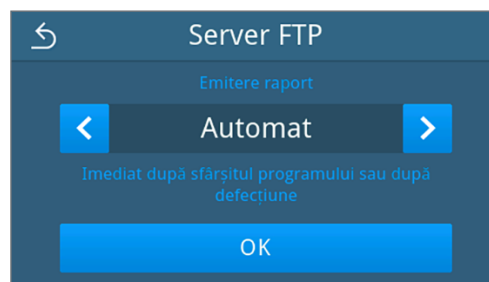 Server FTP
Emitere raport
Automat
Imediat după sfârșitul programului sau după
defecțiune
OK